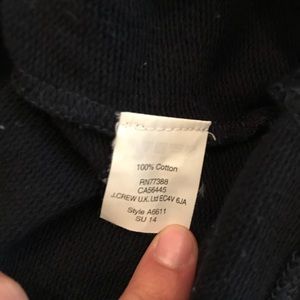 100% Cotton
RN77388
CA56445
J.CREW U.K. Ltd EC4V 6JA
Style A6611
SU 14